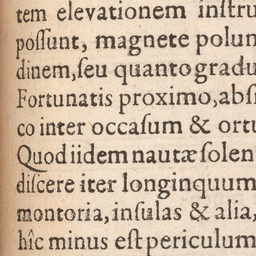 tem elevationem inſtru
poſſunt, magnete polun
dinem,ſeu quanto gradu
Fortunatis proximo,abſ
co inter occaſum & ortu
Quod iidem nautæ ſolen
diſcere iter longinquum
montoria, inſulas & alia,
hîc minus eſt periculum